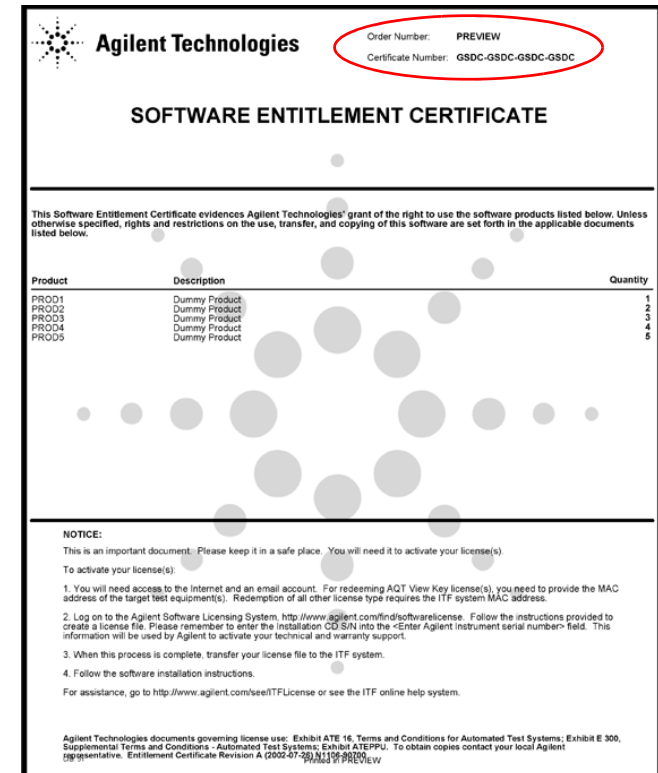 Agilent Technologies
Order Number: PREVIEW
Certificate Number: GSDC-GSDC-GSDC-GSDC
SOFTWARE ENTITLEMENT CERTIFICATE
This Software Entitlement Certificate evidences Agilent Technologies' grant of the right to use the software products listed below. Unless
otherwise specified, rights and restrictions on the use, transfer, and copying of this software are set forth in the applicable documents
listed below.
Product Description Quantity
PROD1 Dummy Product 1
PROD2 Dummy Product 2
PROD3 Dummy Product 3
PROD4 Dummy Product 4
PROD5 Dummy Product 5
NOTICE:
This is an important document. Please keep it in a safe place. You will need it to activate your license(s).
To activate your license(s):
1. You will need access to the Internet and an email account. For redeeming AQT View Key license(s), you need to provide the MAC
address of the target test equipment(s). Redemption of all other license type requires the ITF system MAC address.
2. Log on to the Agilent Software Licensing System, http://www.agilent.com/find/softwarelicense. Follow the instructions provided to
create a license file. Please remember to enter the Installation CD S/N into the <Enter Agilent Instrument serial number> field. This
information will be used by Agilent to activate your technical and warranty support.
3. When this process is complete, transfer your license file to the ITF system.
4. Follow the software installation instructions.
For assistance, go to http://www.agilent.com/see/ITFLicense or see the ITF online help system.
Agilent Technologies documents governing license use: Exhibit ATE 16, Terms and Conditions for Automated Test Systems; Exhibit E 300,
Supplemental Terms and Conditions - Automated Test Systems; Exhibit ATEPPU. To obtain copies contact your local Agilent
representative. Entitlement Certificate Revision A (2002-07-26) N1106-90700
Printed in PREVIEW